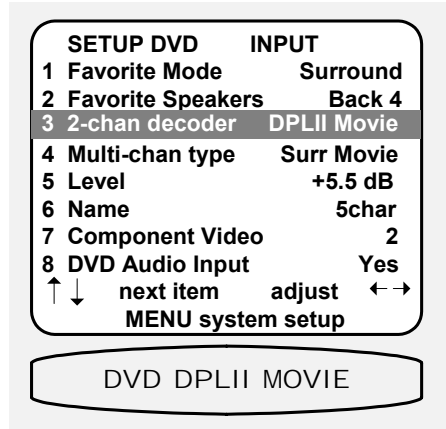 SETUP DVD INPUT
1 Favorite Mode Surround
2 Favorite Speakers Back 4
3 2-chan decoder DPLII Movie
4 Multi-chan type Surr Movie
5 Level +5.5 dB
6 Name 5char
7 Component Video 2
8 DVD Audio Input Yes
↑↓ next item adjust ←→
MENU system setup
DVD DPLII MOVIE